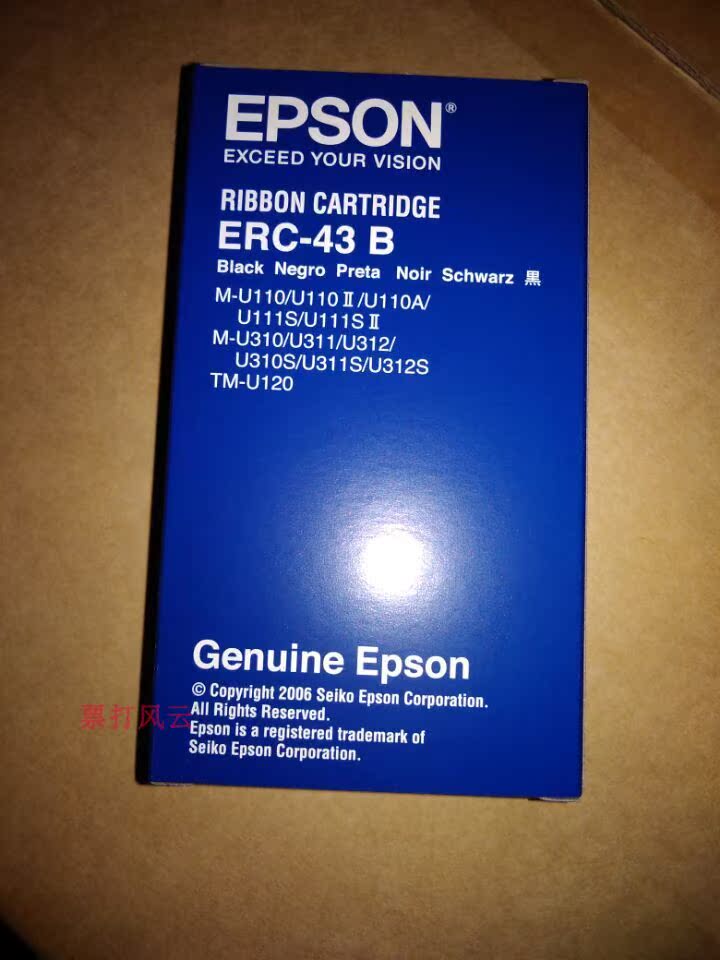 EPSON®
EXCEED YOUR VISION
RIBBON CARTRIDGE
ERC-43 B
Black Negro Preta Noir Schwarz 黒
M-U110/U110Ⅱ/U110A/
U111S/U111SⅡ
M-U310/U311/U312/
U310S/U311S/U312S
TM-U120
Genuine Epson
© Copyright 2006 Seiko Epson Corporation.
All Rights Reserved.
Epson is a registered trademark of
Seiko Epson Corporation.
票打风云